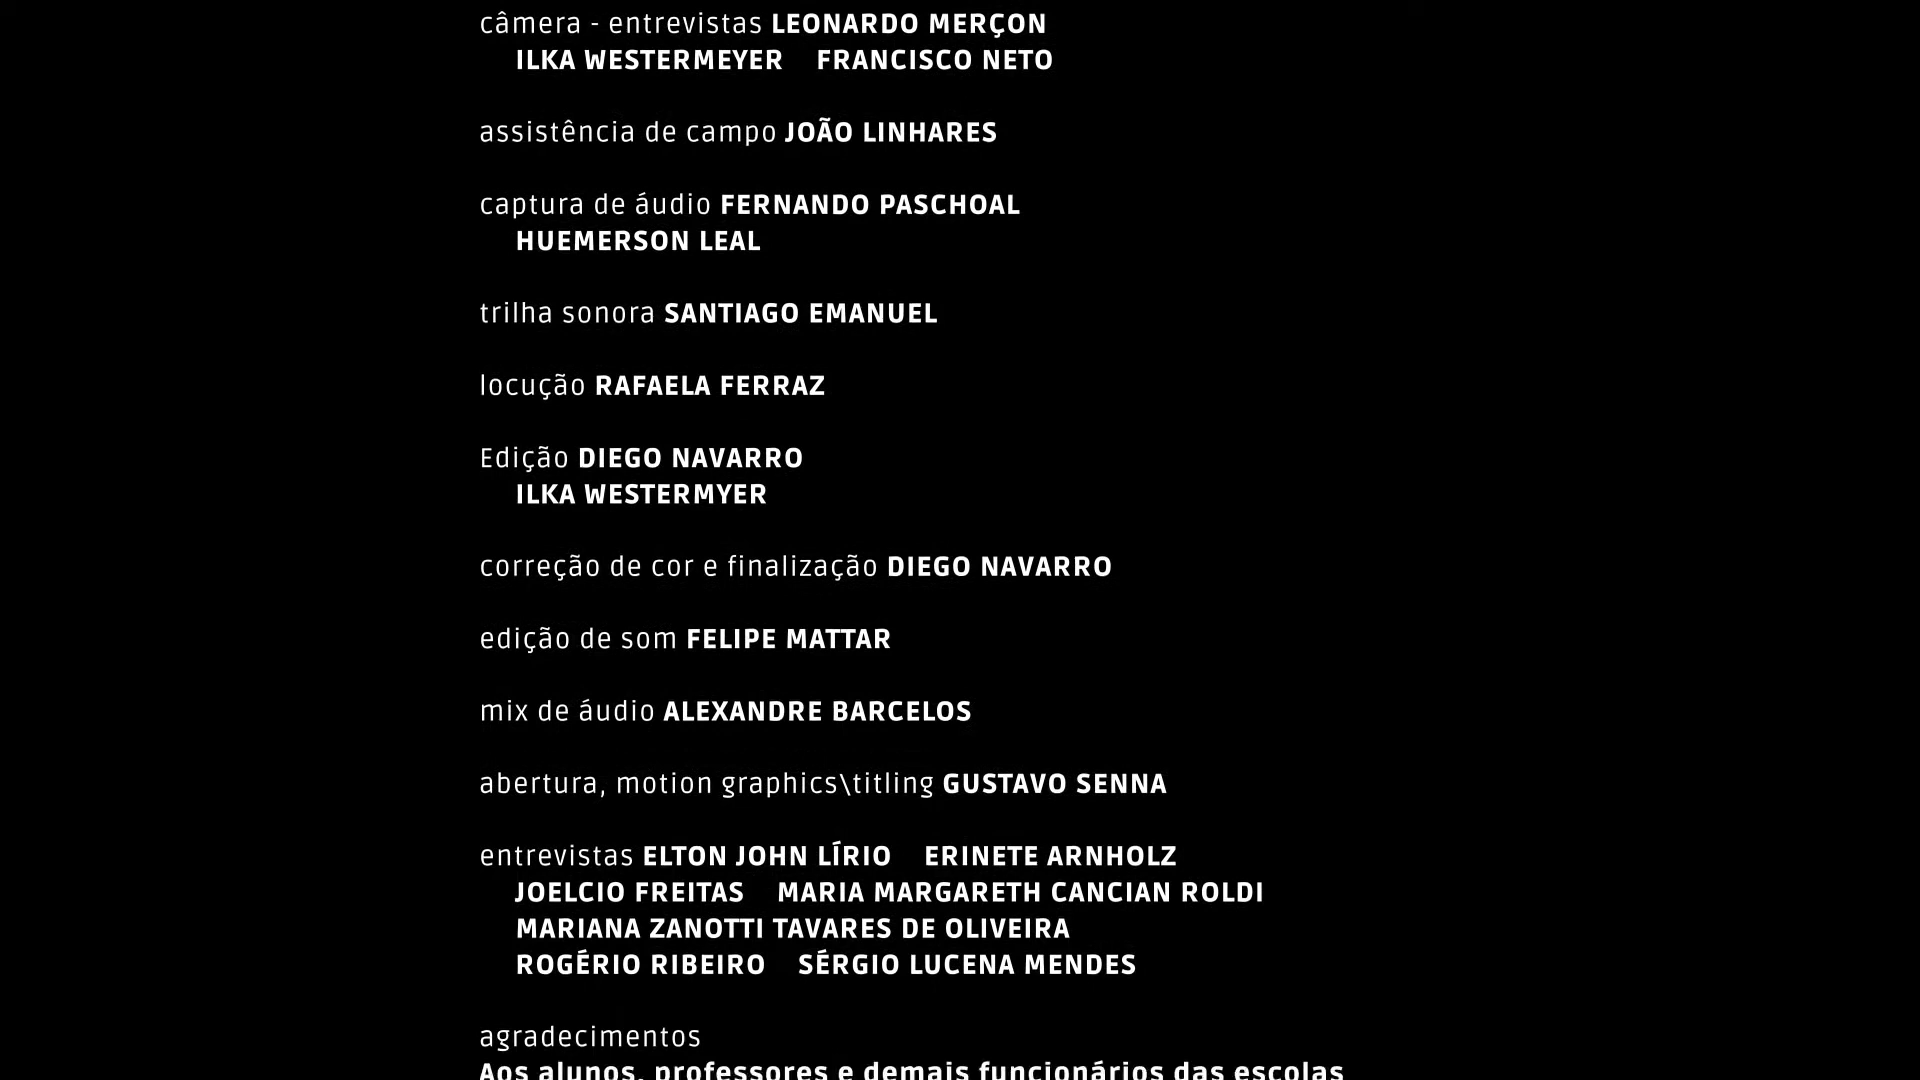 câmera - entrevistas LEONARDO MERÇON
ILKA WESTERMEYER FRANCISCO NETO
assistência de campo JOÃO LINHARES
captura de áudio FERNANDO PASCHOAL
HUEMERSON LEAL
trilha sonora SANTIAGO EMANUEL
locução RAFAELA FERRAZ
Edição DIEGO NAVARRO
ILKA WESTERMYER
correção de cor e finalização DIEGO NAVARRO
edição de som FELIPE MATTAR
mix de áudio ALEXANDRE BARCELOS
abertura, motion graphics\titling GUSTAVO SENNA
entrevistas ELTON JOHN LÍRIO ERINETE ARNHOLZ
JOELCIO FREITAS MARIA MARGARETH CANCIAN ROLDI
MARIANA ZANOTTI TAVARES DE OLIVEIRA
ROGÉRIO RIBEIRO SÉRGIO LUCENA MENDES
agradecimentos
Aos alunos, professores e demais funcionários das escolas